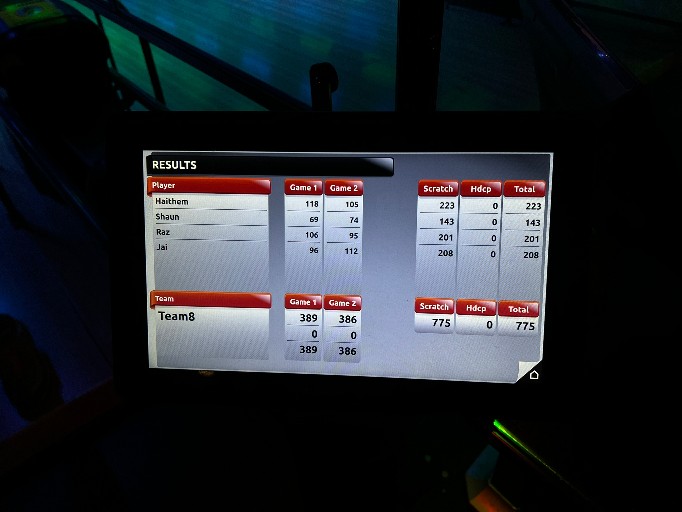 RESULTS
Player Game 1 Game 2 Scratch Hdcp Total
Haithem 118 105 223 0 223
Shaun 69 74 143 0 143
Raz 106 95 201 0 201
Jai 96 112 208 0 208
Team Game 1 Game 2 Scratch Hdcp Total
Team8 389 386 775 0 775
0 0
389 386